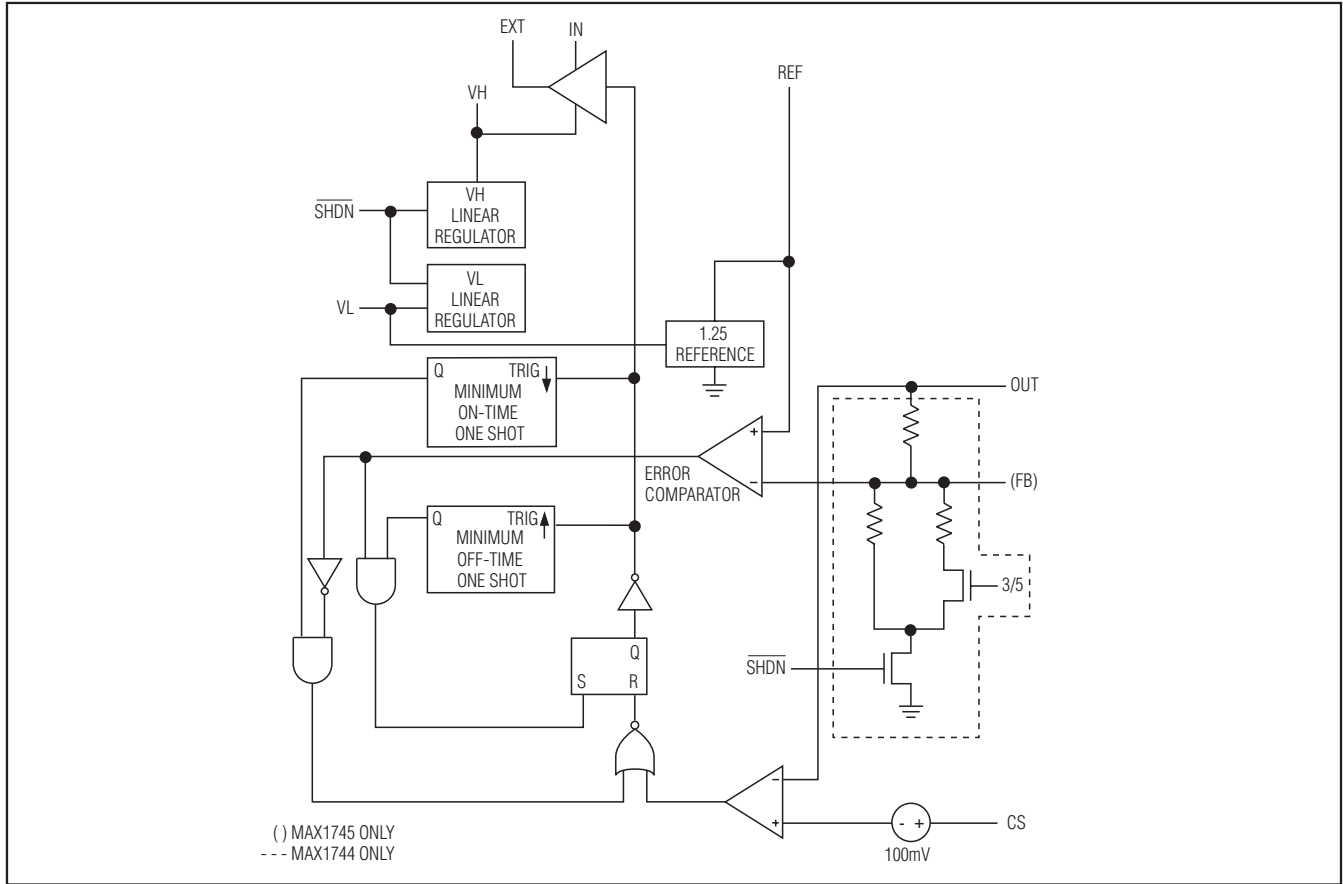 EXT
IN
REF
VH
SHDN
VH
LINEAR
REGULATOR
VL
LINEAR
REGULATOR
VL
1.25
REFERENCE
Q
TRIG
MINIMUM
ON-TIME
ONE SHOT
OUT
+
-
ERROR
COMPARATOR
(FB)
Q
TRIG
MINIMUM
OFF-TIME
ONE SHOT
3/5
Q
S
R
SHDN
-
+
- +
CS
100mV
( ) MAX1745 ONLY
- - - MAX1744 ONLY